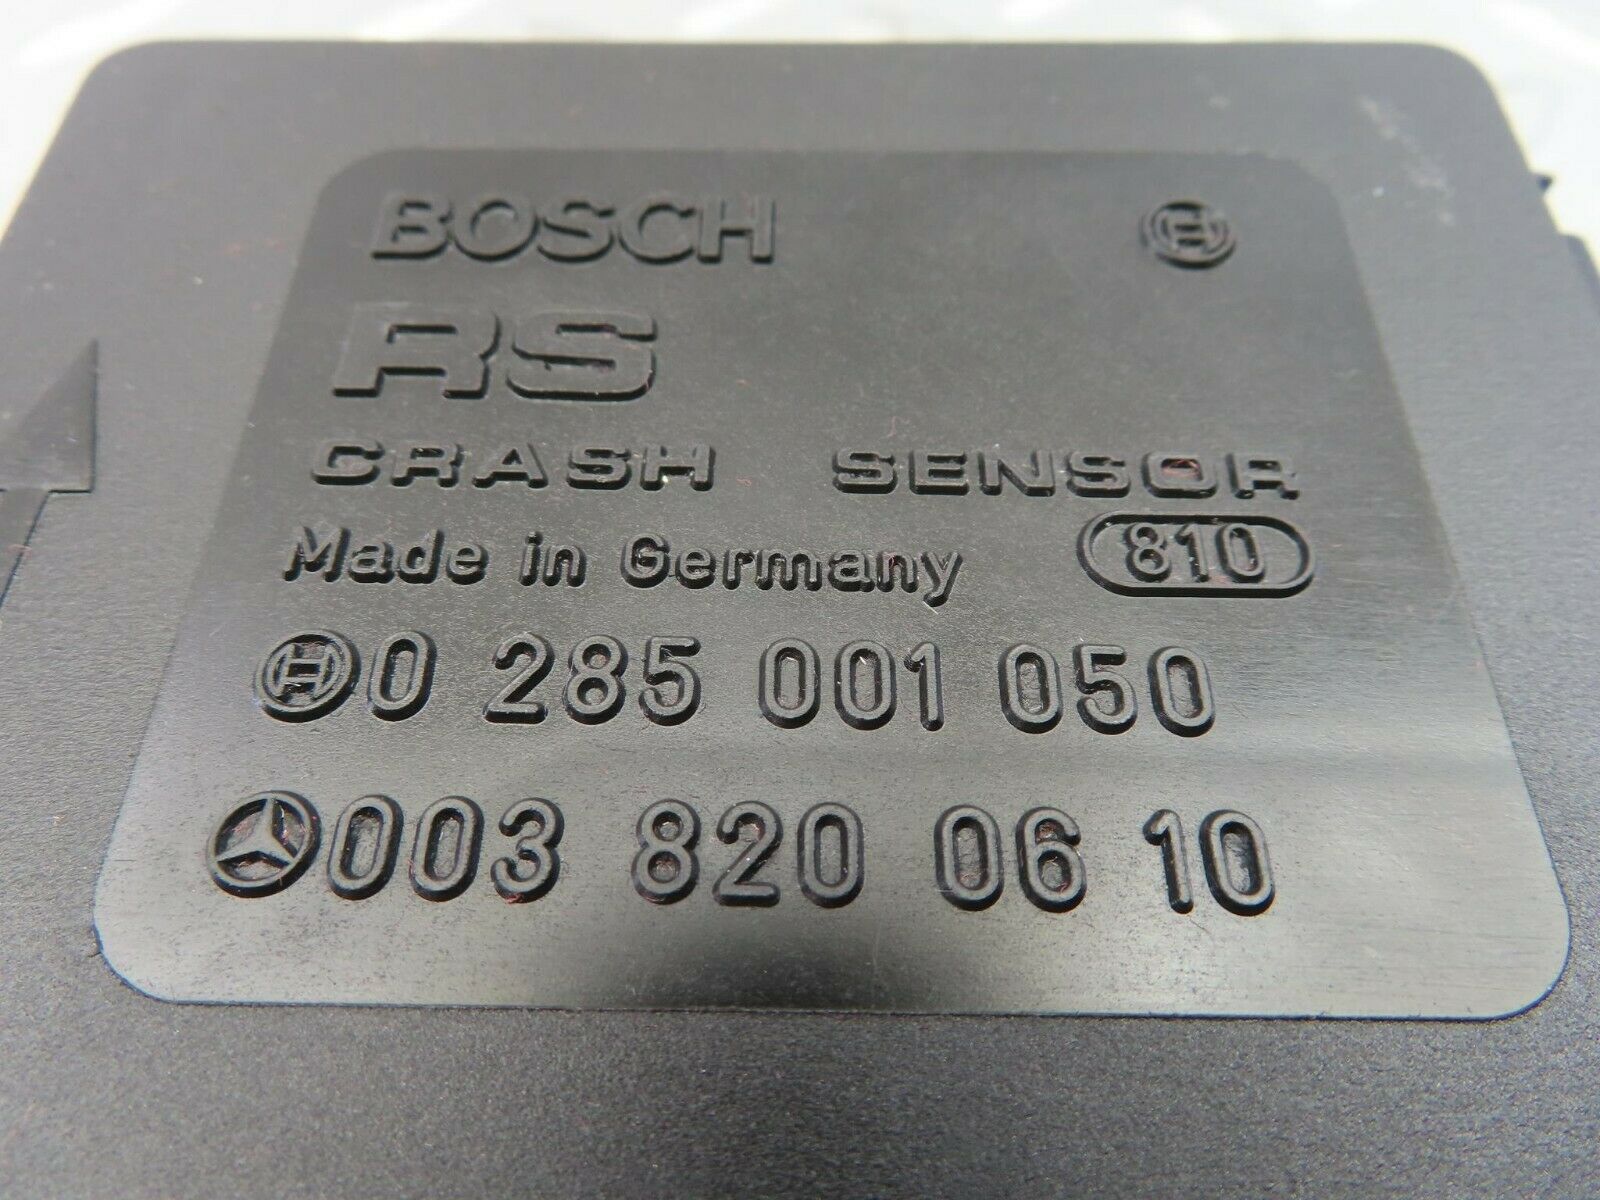 BOSCH
RS
CRASH SENSOR
Made in Germany 810
0 285 001 050
003 820 06 10